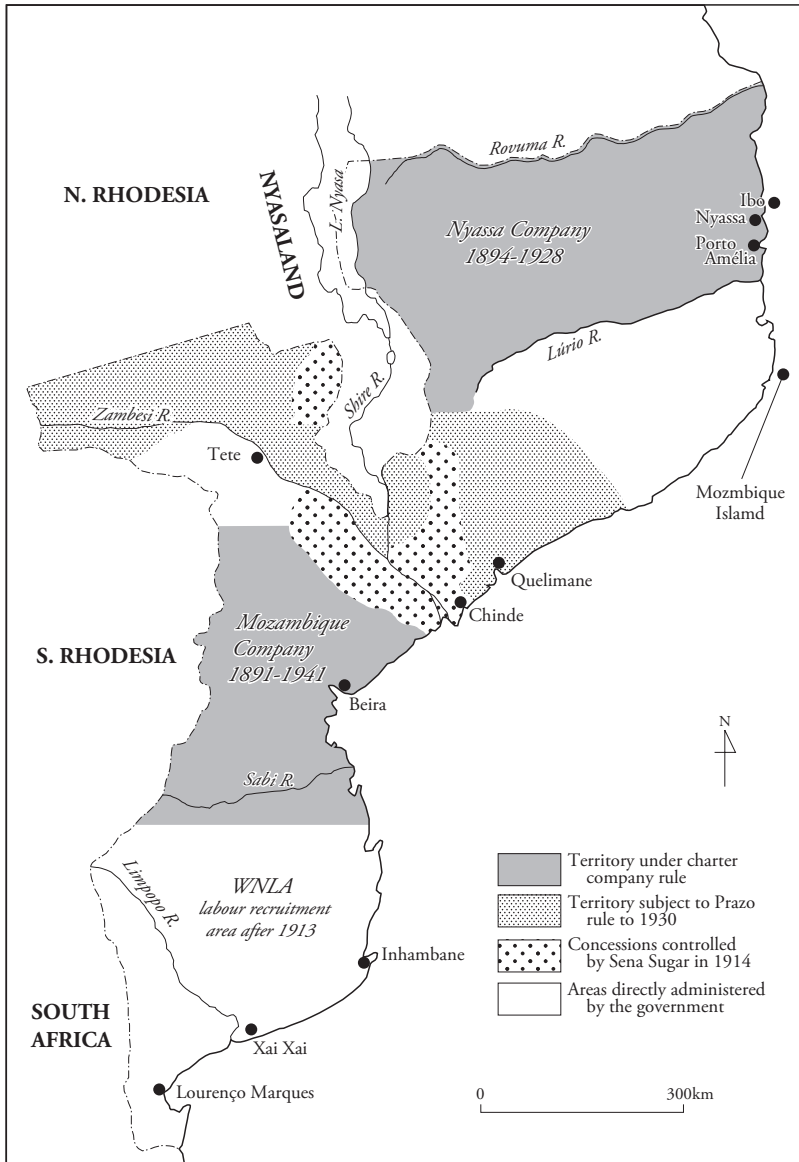 Rovuma R.
N. RHODESIA
NYASALAND
L. Nyasa
Ibo
Nyassa
Porto
Amélia
Nyassa Company
1894-1928
Lúrio R.
Shire R.
Zambesi R.
Tete
Mozmbique
Islamd
Quelimane
Chinde
Mozambique
Company
1891-1941
S. RHODESIA
Beira
N
Sabi R.
Limpopo R.
WNLA
labour recruitment
area after 1913
Inhambane
SOUTH
AFRICA
Xai Xai
Lourenço Marques
Territory under charter
company rule
Territory subject to Prazo
rule to 1930
Concessions controlled
by Sena Sugar in 1914
Areas directly administered
by the government
0
300km